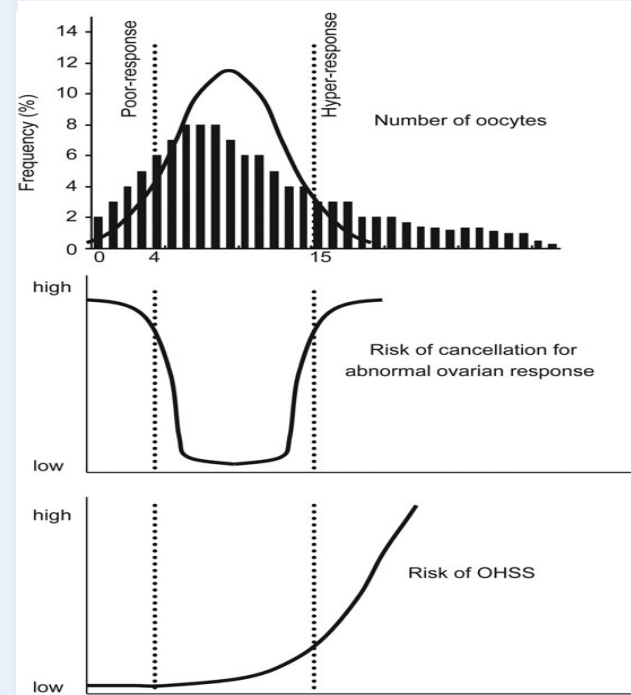 14
12
10
8
6
4
2
0
Frequency (%)
Poor-response
Hyper-response
Number of oocytes
0 4 15
high
Risk of cancellation for
abnormal ovarian response
low
high
Risk of OHSS
low